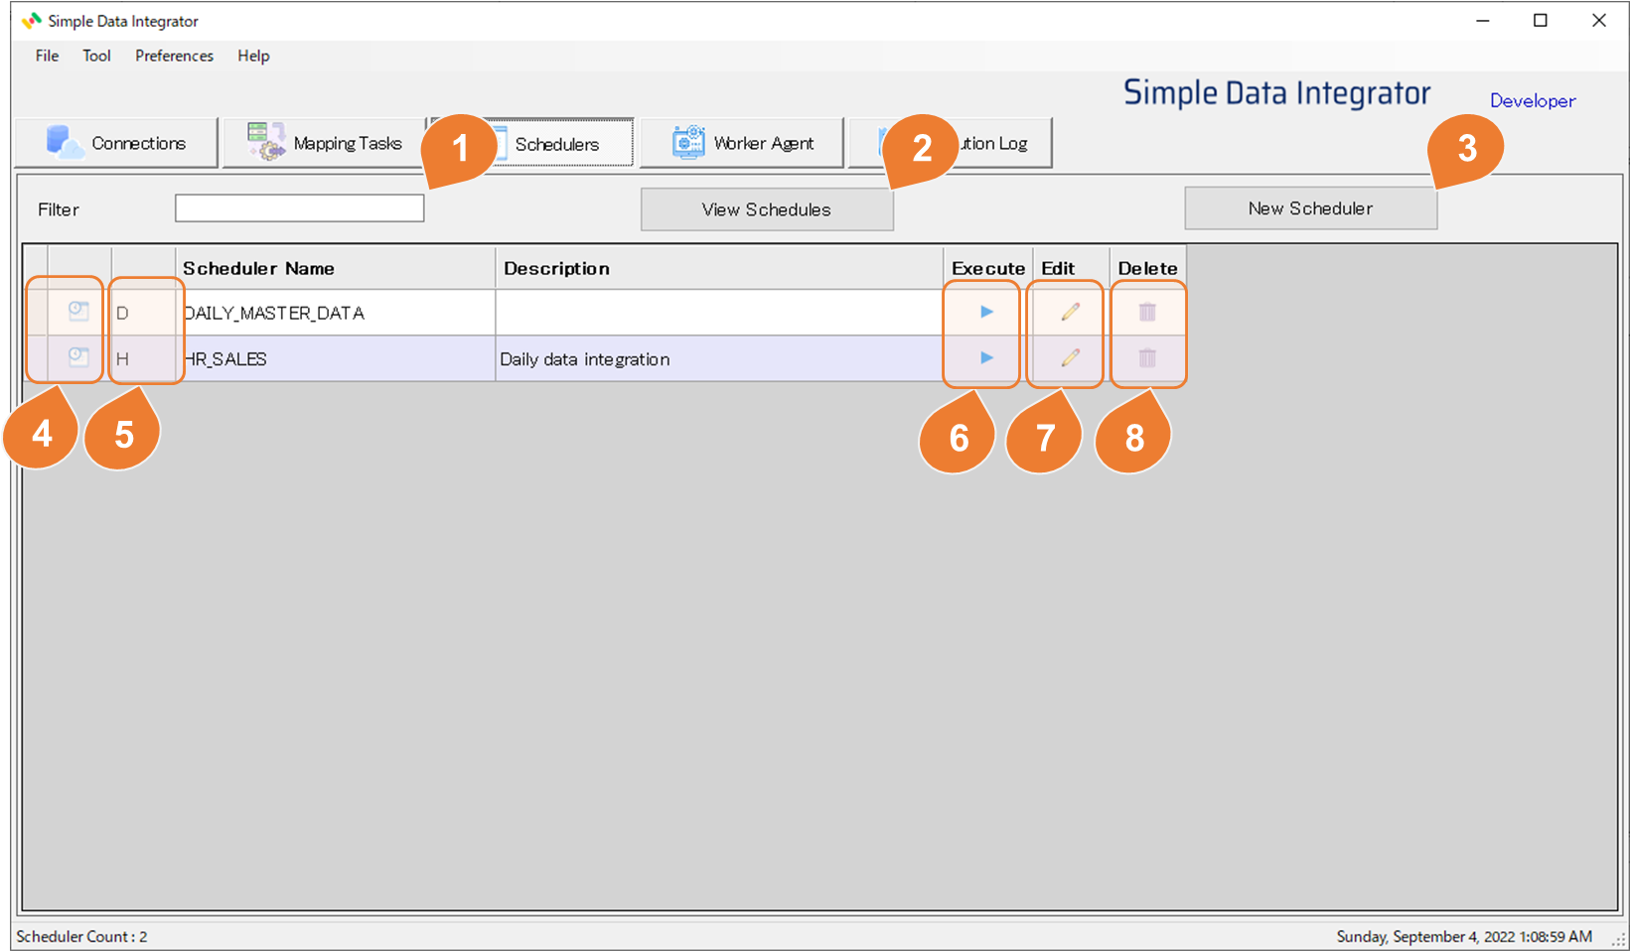 Simple Data Integrator
File Tool Preferences Help
Simple Data Integrator Developer
Connections Mapping Tasks 1 Schedulers Worker Agent 2 ution Log 3
Filter View Schedules New Scheduler
Scheduler Name Description Execute Edit Delete
D DAILY_MASTER_DATA
H HR_SALES Daily data integration
4 5 6 7 8
Scheduler Count : 2 Sunday, September 4, 2022 1:08:59 AM